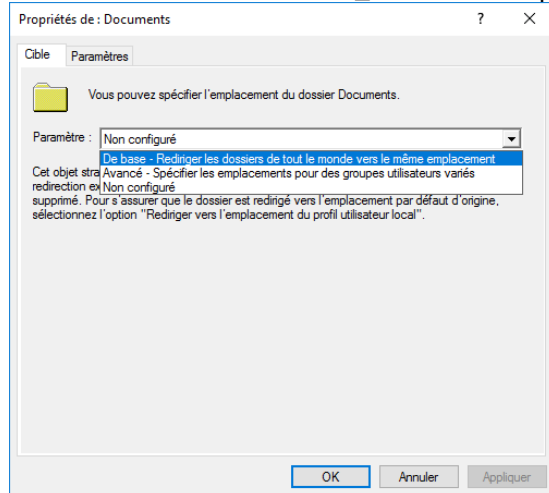 Propriétés de : Documents
Cible Paramètres
Vous pouvez spécifier l'emplacement du dossier Documents.
Paramètre : Non configuré
De base - Rediriger les dossiers de tout le monde vers le même emplacement
Cet objet stra Avancé - Spécifier les emplacements pour des groupes utilisateurs variés
redirection ex Non configuré
supprimé. Pour s'assurer que le dossier est redirigé vers l'emplacement par défaut d'origine,
sélectionnez l'option "Rediriger vers l'emplacement du profil utilisateur local".
OK Annuler Appliquer